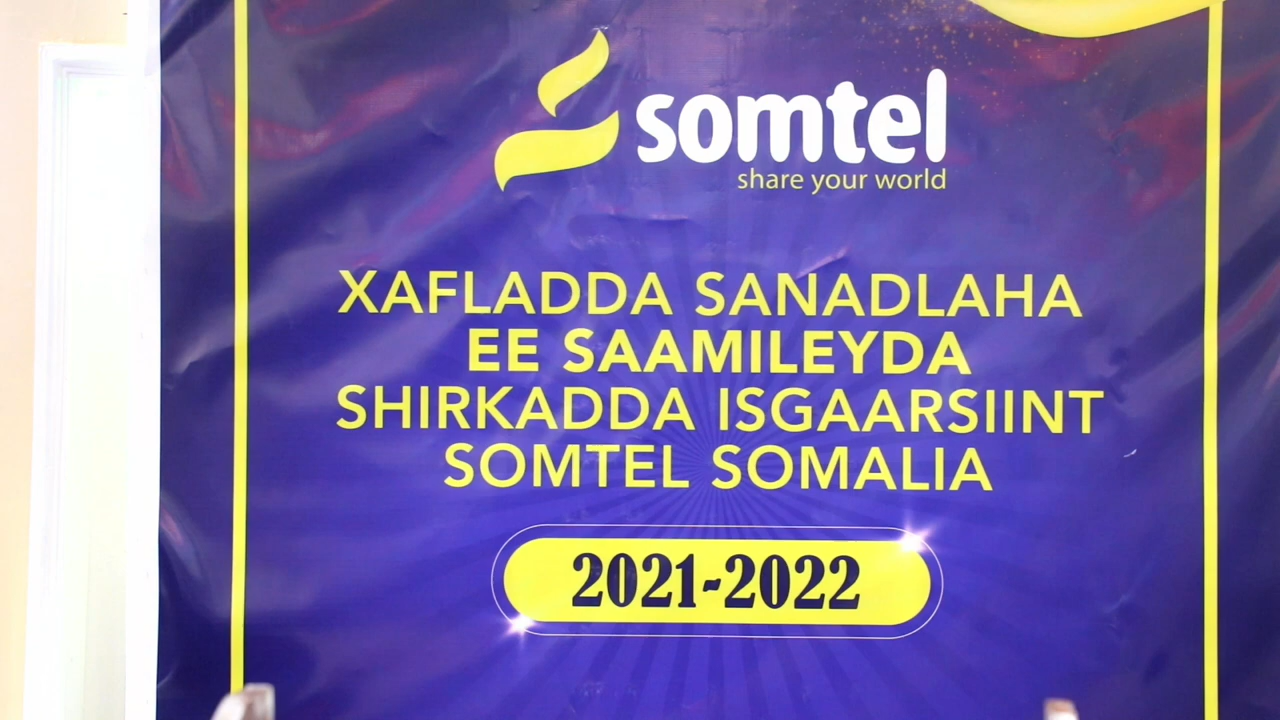 somtel
share your world
XAFLADDA SANADLAHA
EE SAAMILEYDA
SHIRKADDA ISGAARSIINT
SOMTEL SOMALIA
2021-2022